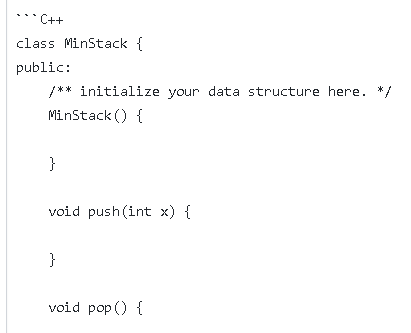 ```C++
class MinStack {
public:
    /** initialize your data structure here. */
    MinStack() {
    }
    void push(int x) {
    }
    void pop() {